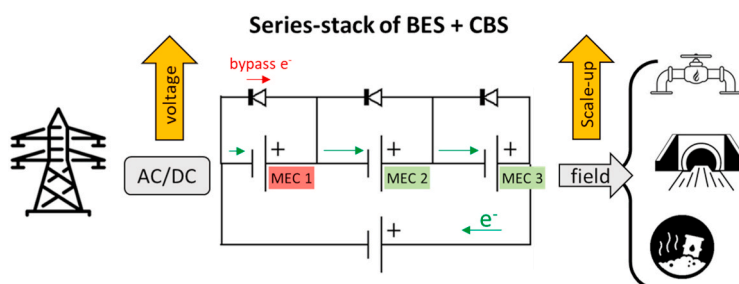 Series-stack of BES + CBS
voltage
bypass e⁻
Scale-up
+
+
+
AC/DC
MEC 1
MEC 2
MEC 3
field
+
e⁻